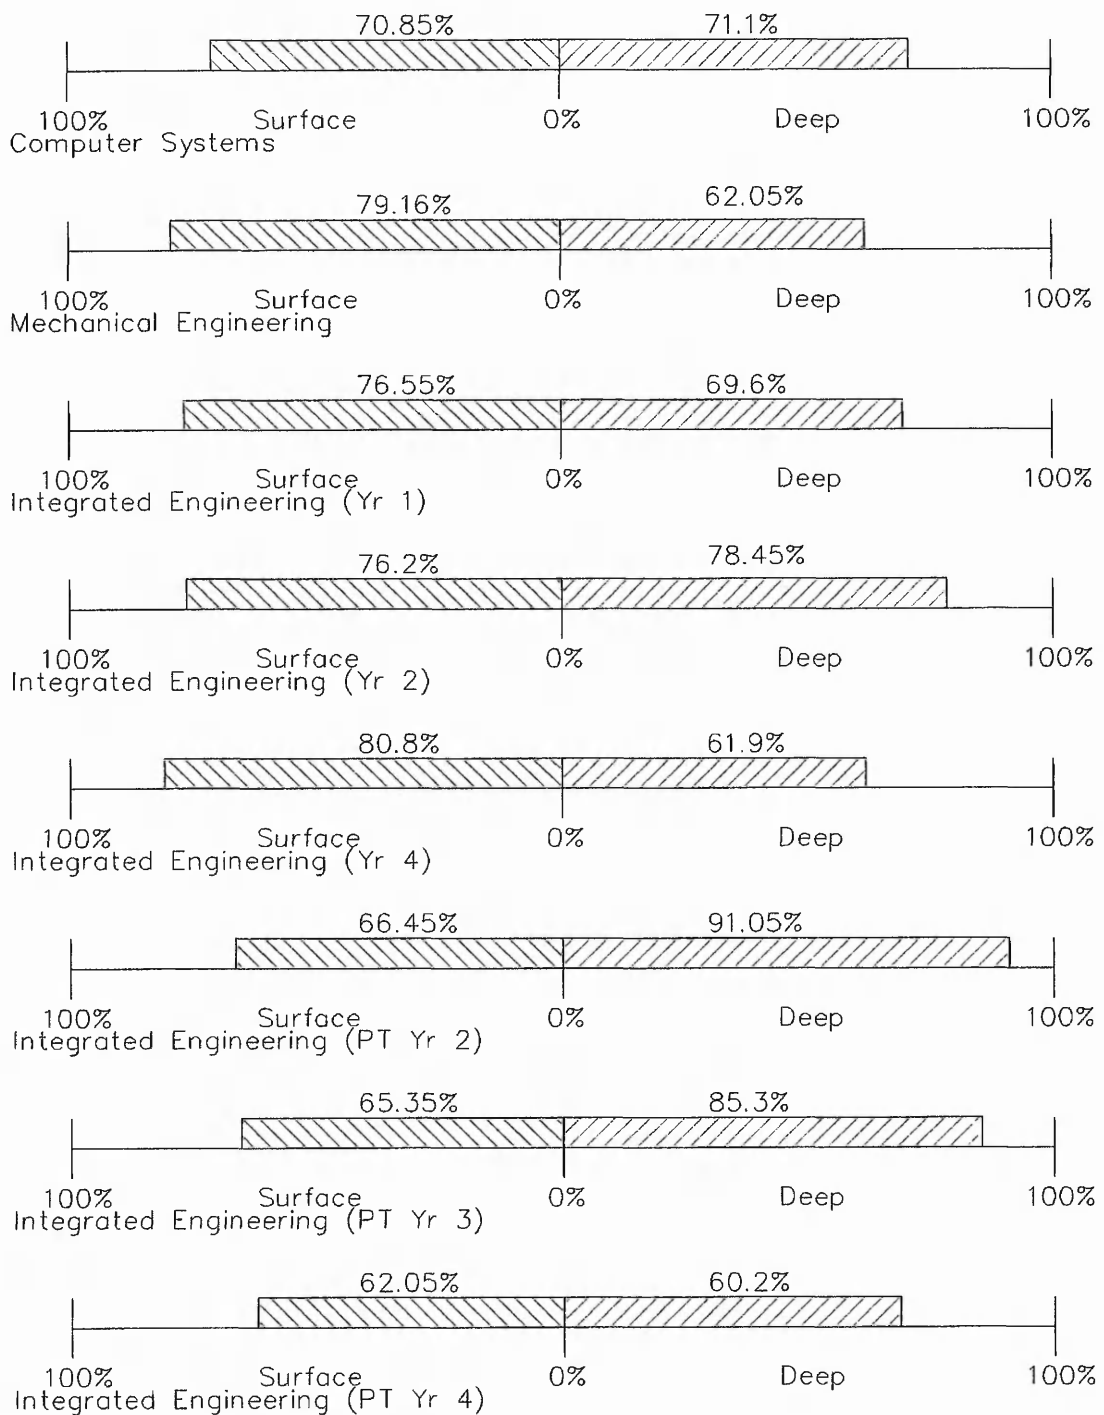 70.85% 71.1%
100% Surface 0% Deep 100%
Computer Systems
79.16% 62.05%
100% Surface 0% Deep 100%
Mechanical Engineering
76.55% 69.6%
100% Surface 0% Deep 100%
Integrated Engineering (Yr 1)
76.2% 78.45%
100% Surface 0% Deep 100%
Integrated Engineering (Yr 2)
80.8% 61.9%
100% Surface 0% Deep 100%
Integrated Engineering (Yr 4)
66.45% 91.05%
100% Surface 0% Deep 100%
Integrated Engineering (PT Yr 2)
65.35% 85.3%
100% Surface 0% Deep 100%
Integrated Engineering (PT Yr 3)
62.05% 60.2%
100% Surface 0% Deep 100%
Integrated Engineering (PT Yr 4)